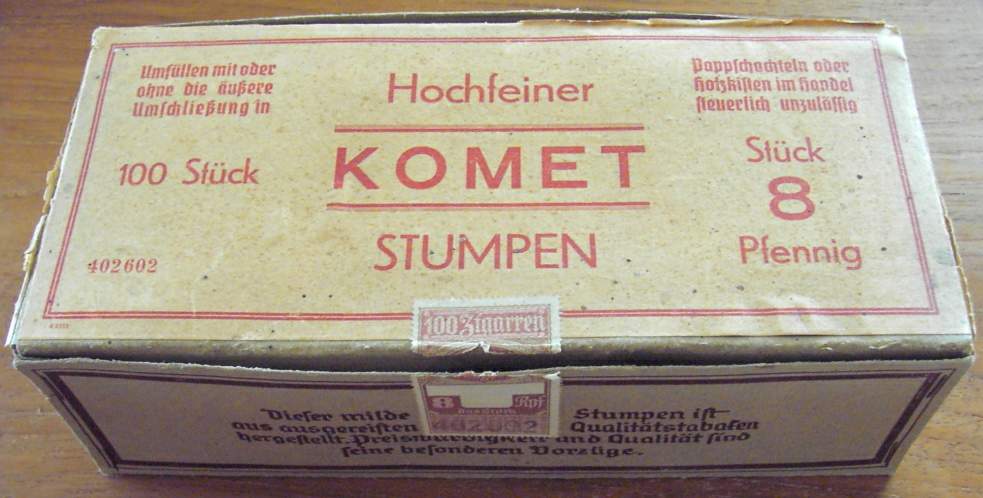 Umfüllen mit oder
ohne die äußere
Umschließung in
Hochfeiner
Pappschachteln oder
Holzkisten im Handel
steuerlich unzulässig
100 Stück
KOMET
Stück
8
Pfennig
402602
STUMPEN
100 Zigarren
8 Rpf
das Stück
402602
Dieser milde Stumpen ist
aus ausgereiften Qualitätstabaken
hergestellt. Preiswürdigkeit und Qualität sind
seine besonderen Vorzüge.